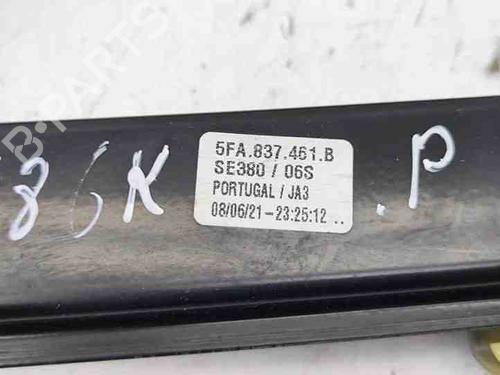 5FA.837.461.B
SE380 / 06S
PORTUGAL / JA3
08/06/21-23:25:12 ..
K
.P